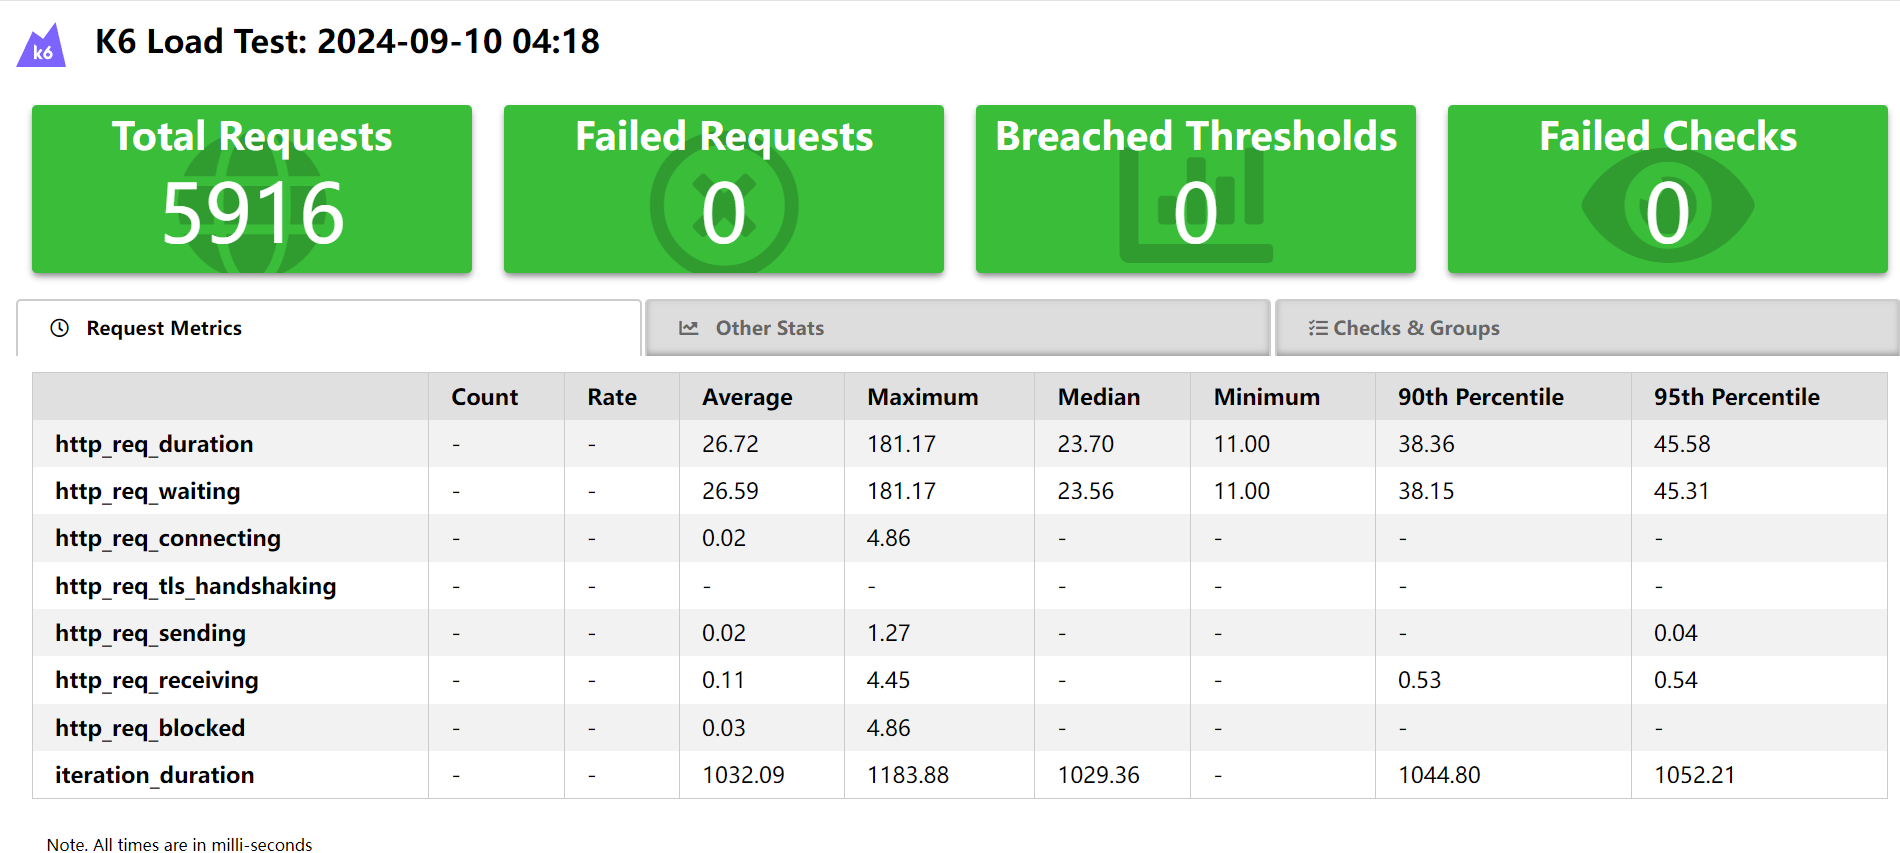 k6 K6 Load Test: 2024-09-10 04:18
Total Requests Failed Requests Breached Thresholds Failed Checks
5916 0 0 0
Request Metrics Other Stats Checks & Groups
Count Rate Average Maximum Median Minimum 90th Percentile 95th Percentile
http_req_duration - - 26.72 181.17 23.70 11.00 38.36 45.58
http_req_waiting - - 26.59 181.17 23.56 11.00 38.15 45.31
http_req_connecting - - 0.02 4.86 - - - -
http_req_tls_handshaking - - - - - - - -
http_req_sending - - 0.02 1.27 - - - 0.04
http_req_receiving - - 0.11 4.45 - - 0.53 0.54
http_req_blocked - - 0.03 4.86 - - - -
iteration_duration - - 1032.09 1183.88 1029.36 - 1044.80 1052.21
Note. All times are in milli-seconds